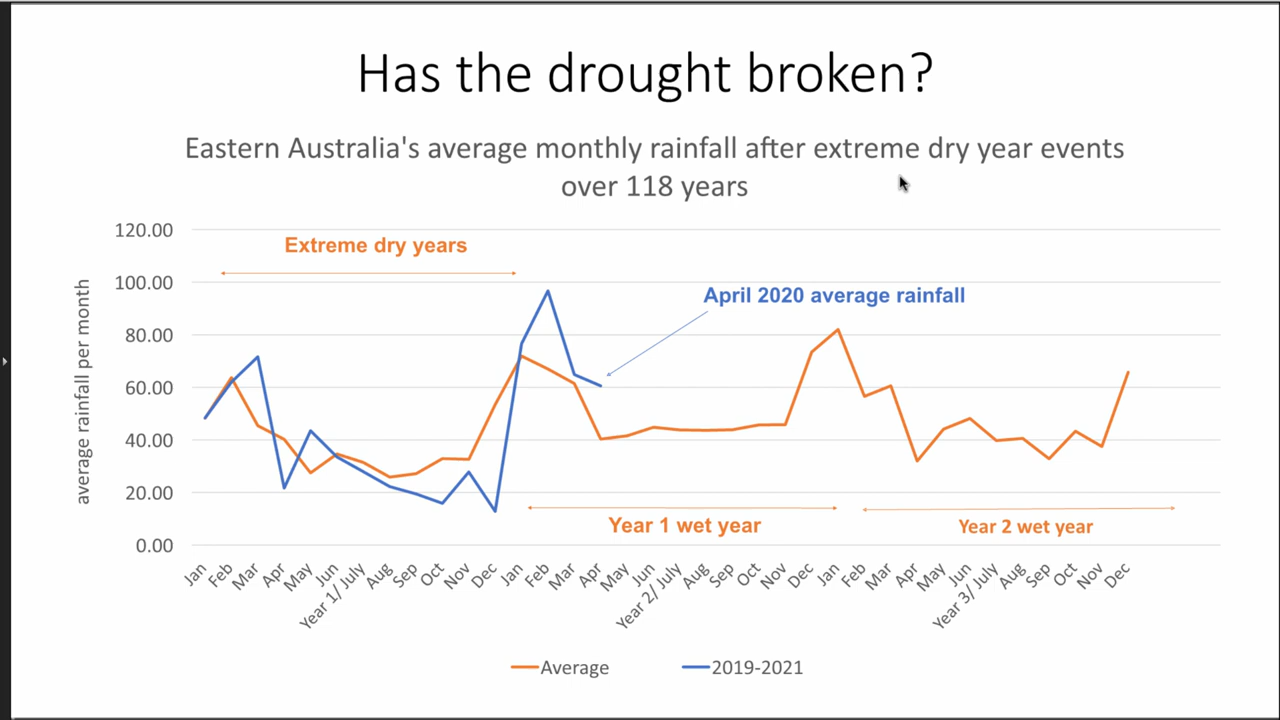 Has the drought broken?
Eastern Australia's average monthly rainfall after extreme dry year events
over 118 years
average rainfall per month
120.00
100.00
80.00
60.00
40.00
20.00
0.00
Extreme dry years
April 2020 average rainfall
Year 1 wet year
Year 2 wet year
Jan
Feb
Mar
Apr
May
Jun
Year 1/ July
Aug
Sep
Oct
Nov
Dec
Jan
Feb
Mar
Apr
May
Jun
Year 2/ July
Aug
Sep
Oct
Nov
Dec
Jan
Feb
Mar
Apr
May
Jun
Year 3/ July
Aug
Sep
Oct
Nov
Dec
Average
2019-2021